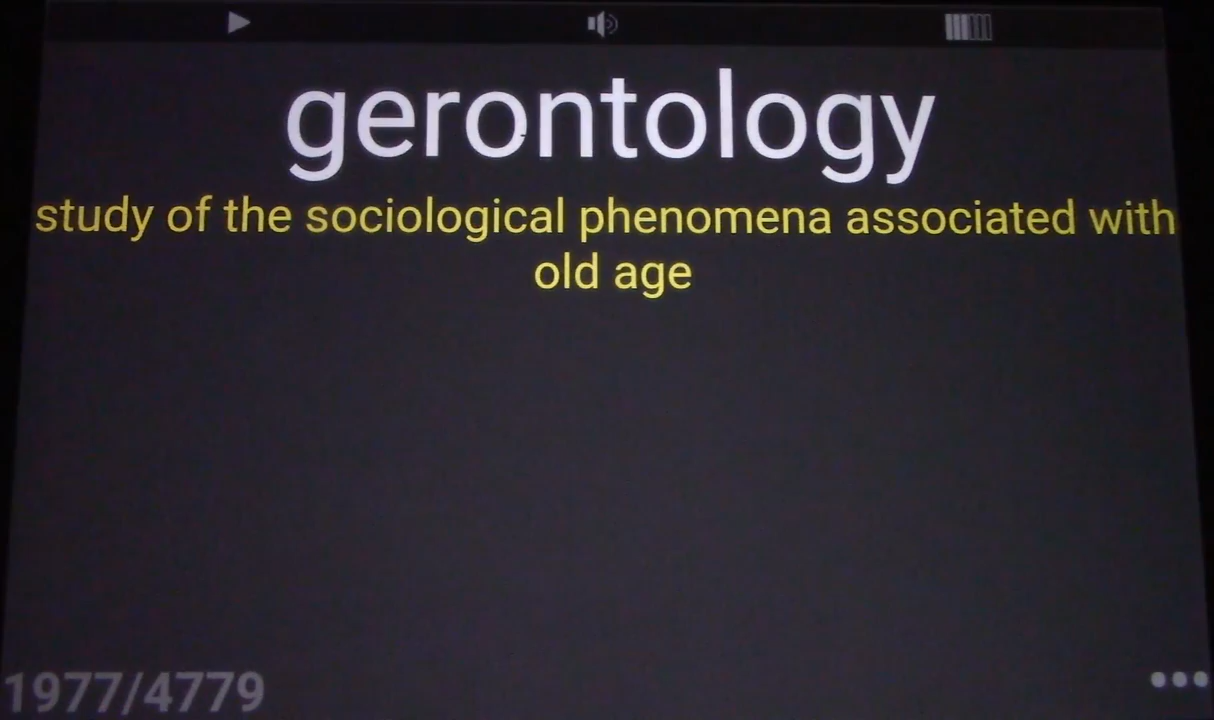 gerontology
study of the sociological phenomena associated with
old age
1977/4779